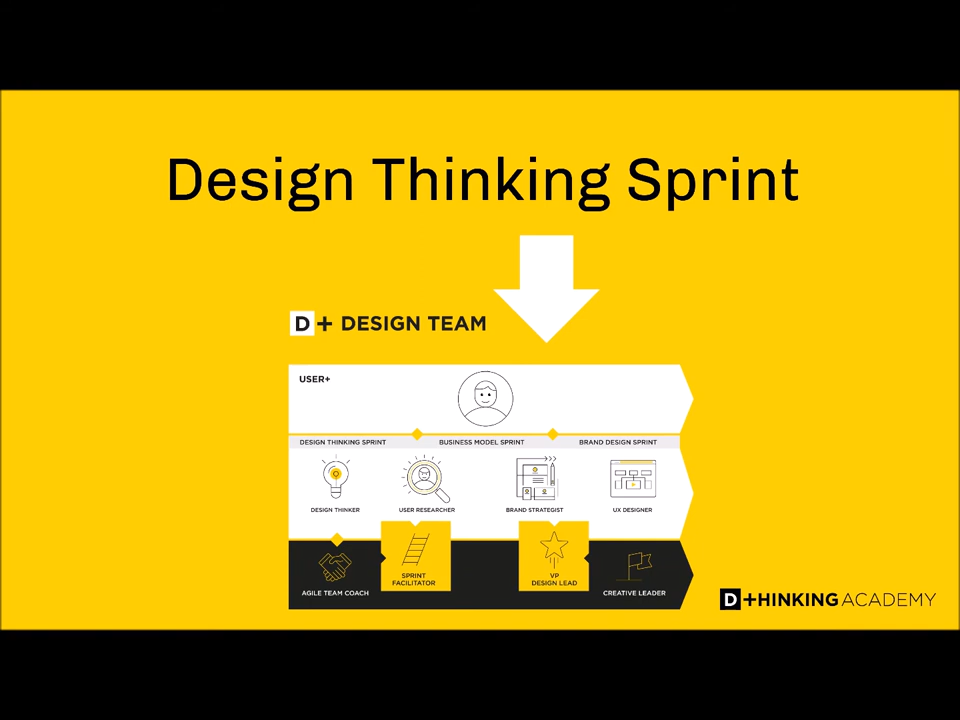 Design Thinking Sprint
D+ DESIGN TEAM
USER+
DESIGN THINKING SPRINT BUSINESS MODEL SPRINT BRAND DESIGN SPRINT
DESIGN THINKER USER RESEARCHER BRAND STRATEGIST UX DESIGNER
SPRINT FACILITATOR
VP DESIGN LEAD
AGILE TEAM COACH
CREATIVE LEADER
D+HINKING ACADEMY